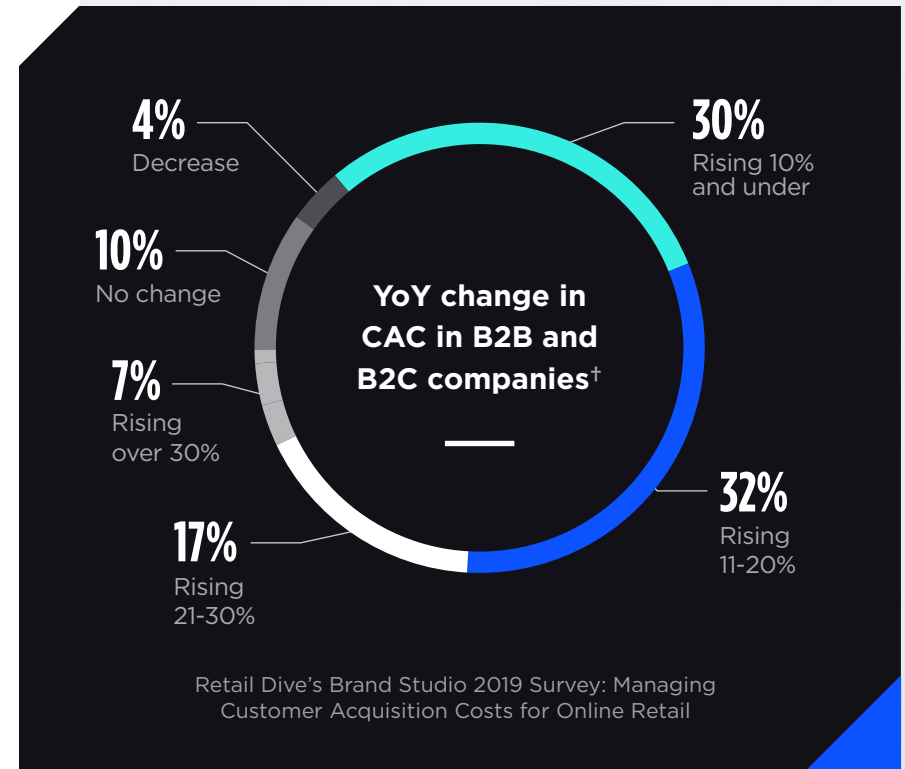 4%
Decrease
30%
Rising 10%
and under
10%
No change
YoY change in
CAC in B2B and
B2C companies†
7%
Rising
over 30%
32%
Rising
11-20%
17%
Rising
21-30%
Retail Dive’s Brand Studio 2019 Survey: Managing
Customer Acquisition Costs for Online Retail